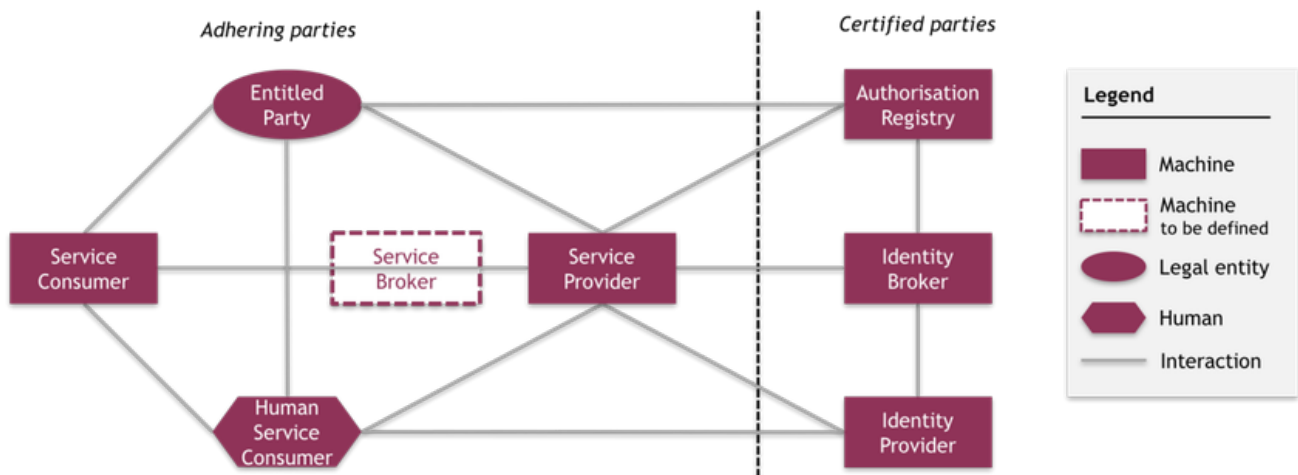 Adhering parties
Certified parties
Entitled
Party
Authorisation
Registry
Legend
Machine
Machine
to be defined
Legal entity
Human
Interaction
Service
Consumer
Service
Broker
Service
Provider
Identity
Broker
Human
Service
Consumer
Identity
Provider